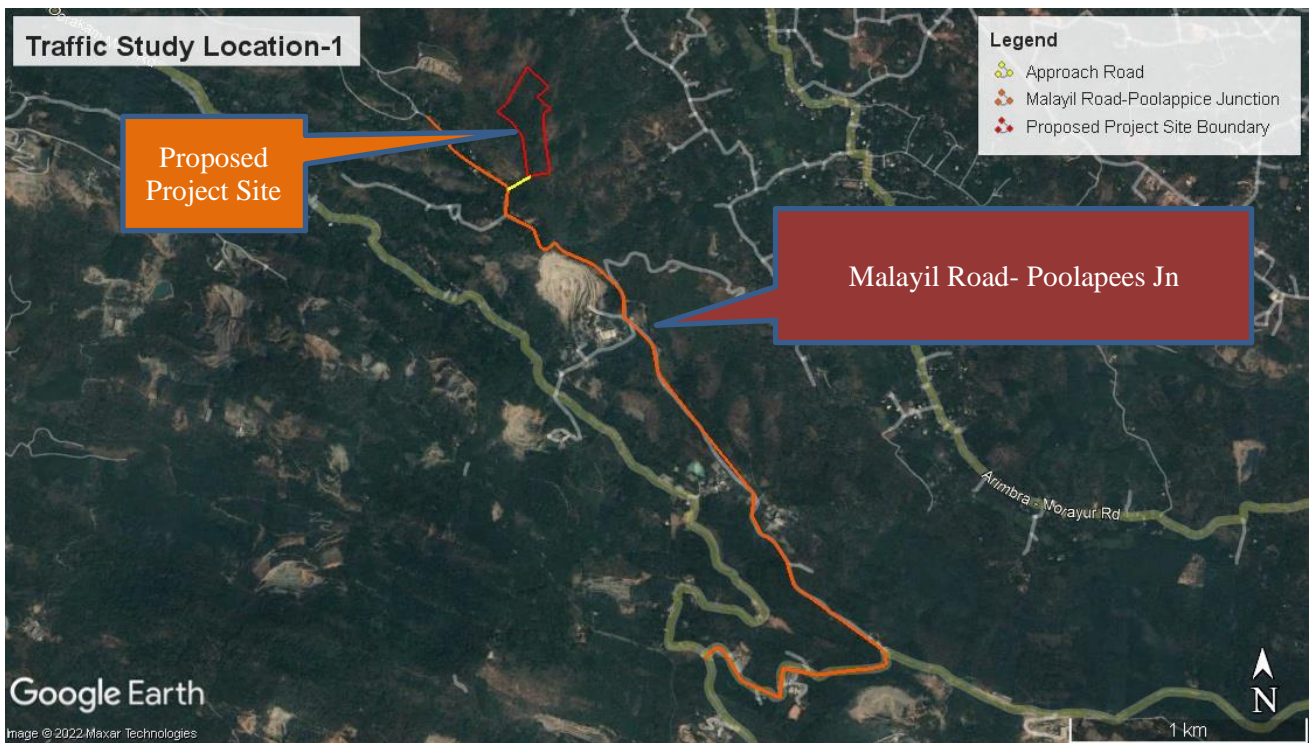 Traffic Study Location-1
Legend
Approach Road
Malayil Road-Poolappice Junction
Proposed Project Site Boundary
Proposed
Project Site
Malayil Road- Poolapees Jn
Arimbra - Morayur Rd
Google Earth
Image © 2022 Maxar Technologies
N
1 km